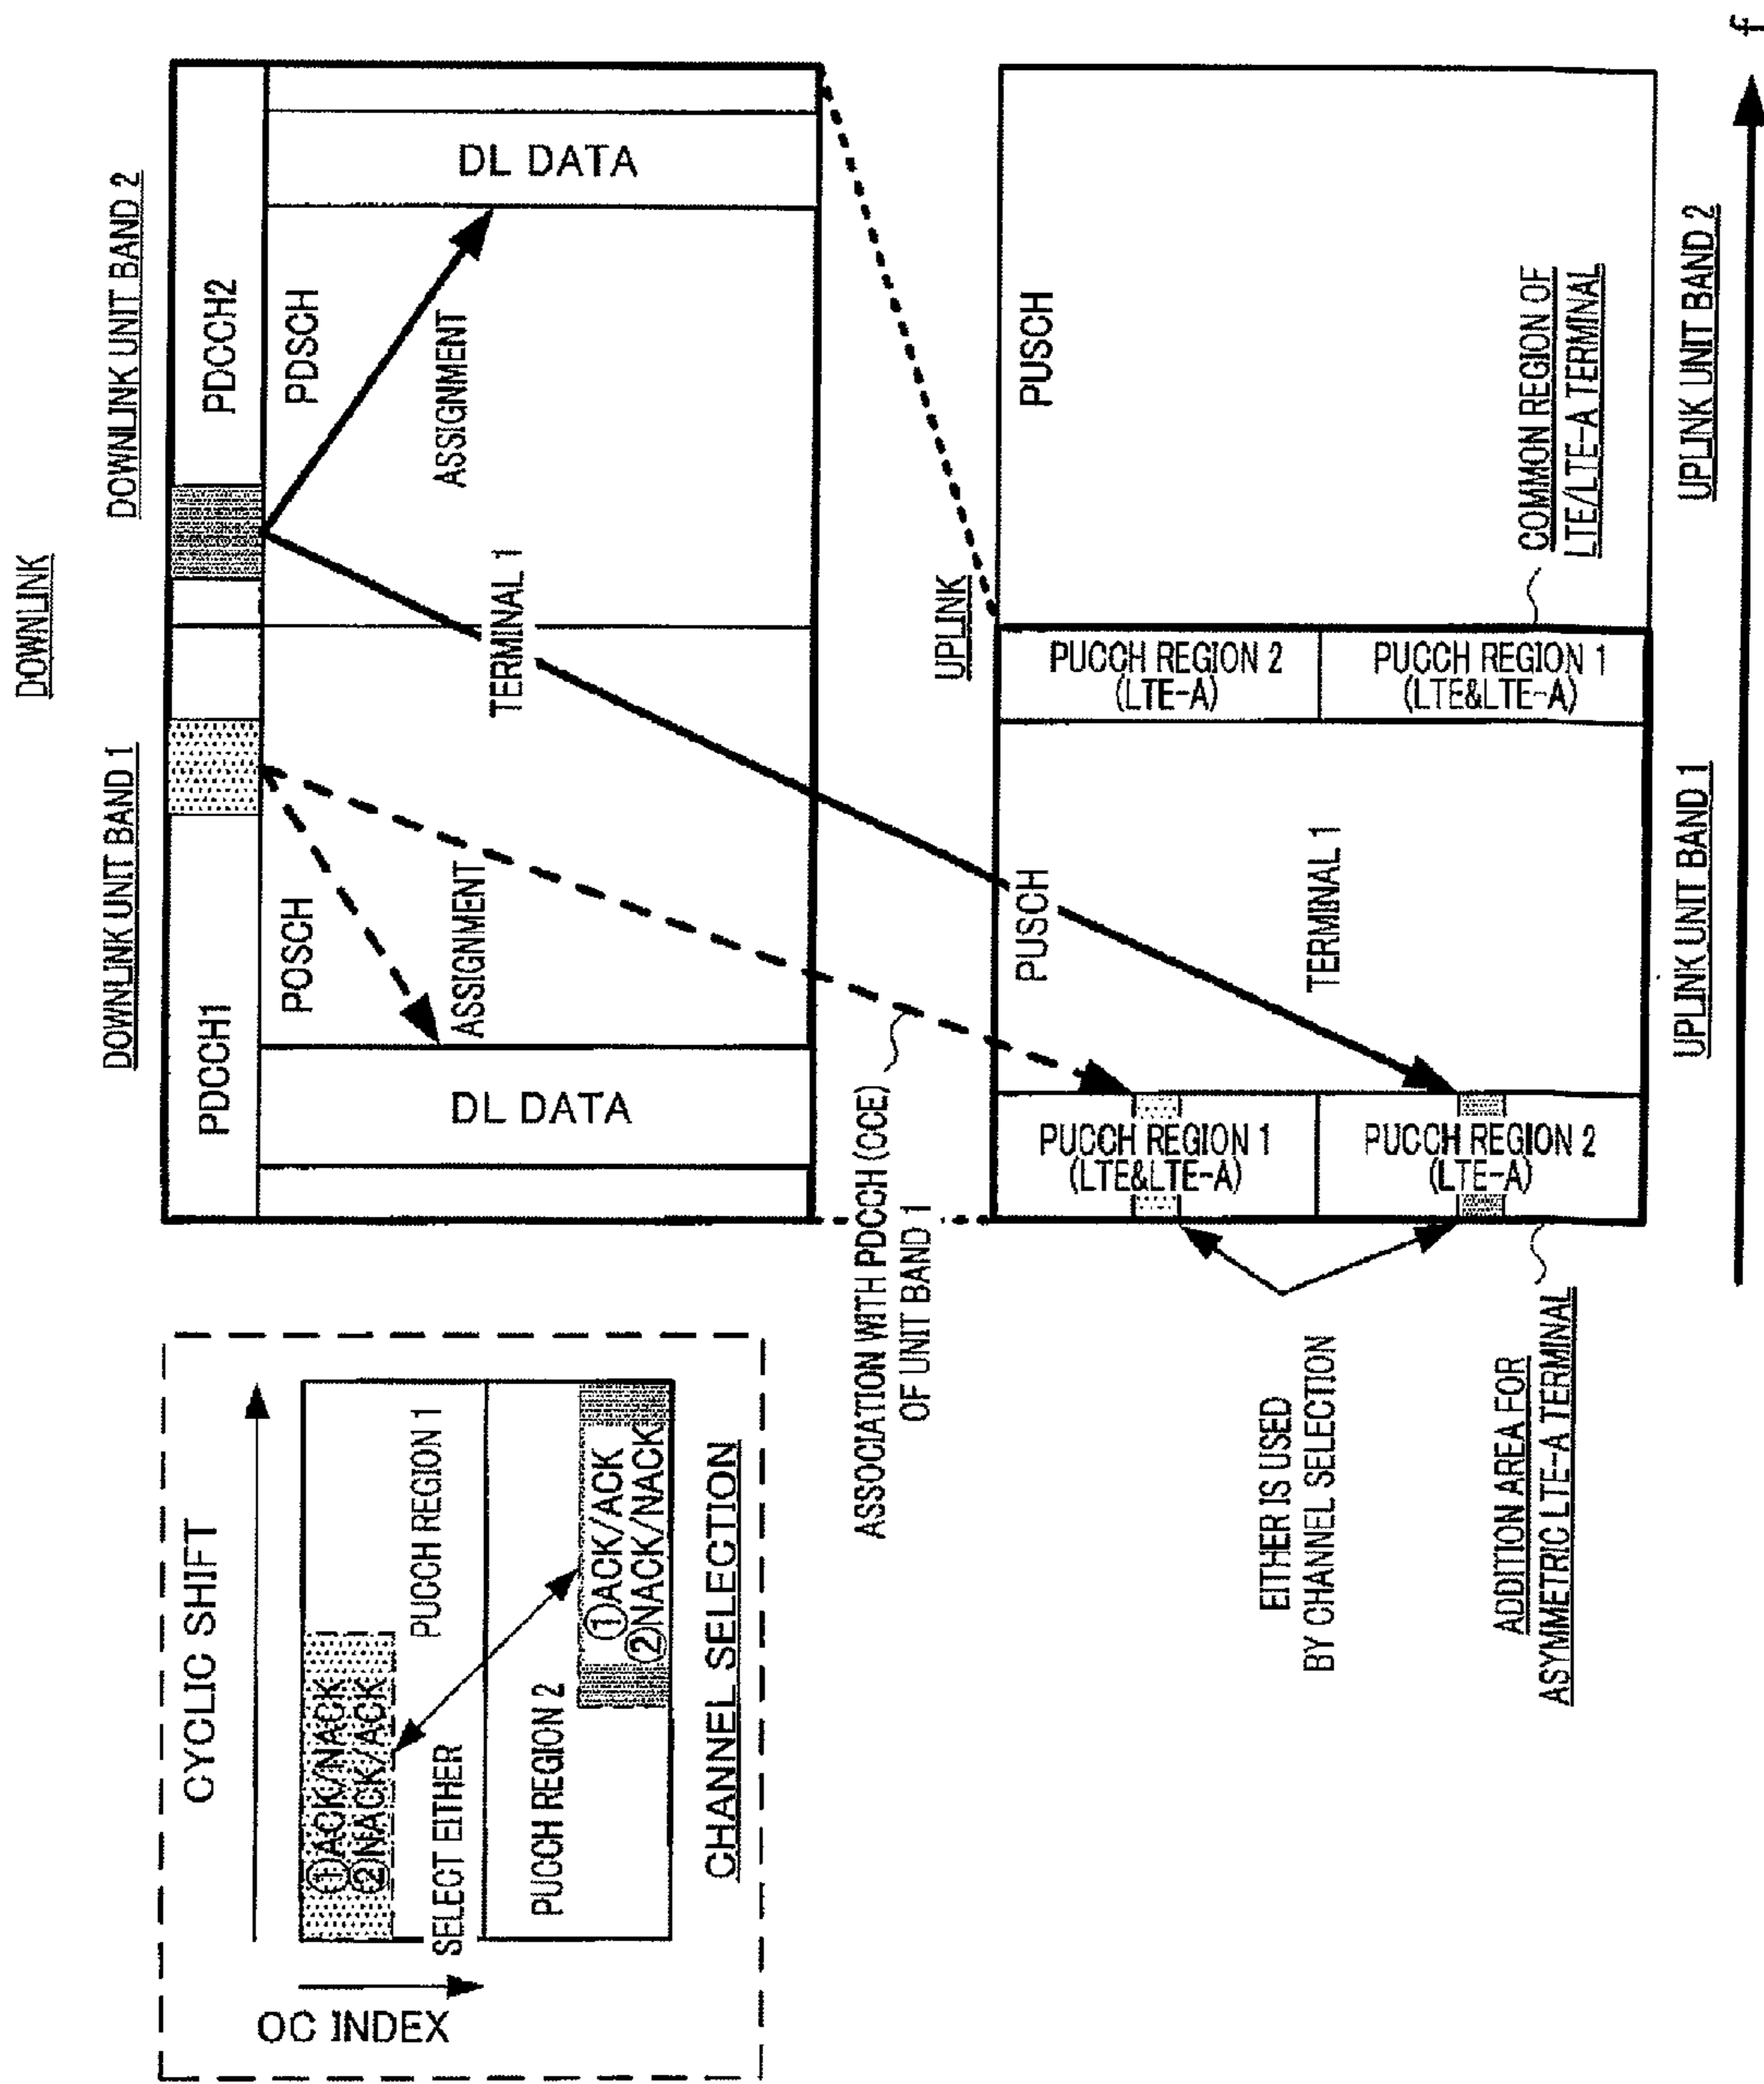 DOWNLINK
DOWNLINK UNIT BAND 1
DOWNLINK UNIT BAND 2
PDCCH1
PDCCH2
POSCH
PDSCH
ASSIGNMENT
ASSIGNMENT
DL DATA
DL DATA
TERMINAL 1
CYCLIC SHIFT
OC INDEX
①ACK/NACK
②NACK/ACK
PUCCH REGION 1
SELECT EITHER
PUCCH REGION 2
①ACK/ACK
②NACK/NACK
CHANNEL SELECTION
ASSOCIATION WITH PDCCH (CCE)
OF UNIT BAND 1
UPLINK
PUSCH
PUSCH
PUCCH REGION 1
(LTE&LTE-A)
PUCCH REGION 2
(LTE-A)
PUCCH REGION 2
(LTE-A)
PUCCH REGION 1
(LTE&LTE-A)
TERMINAL 1
EITHER IS USED
BY CHANNEL SELECTION
ADDITION AREA FOR
ASYMMETRIC LTE-A TERMINAL
COMMON REGION OF
LTE/LTE-A TERMINAL
UPLINK UNIT BAND 1
UPLINK UNIT BAND 2
f